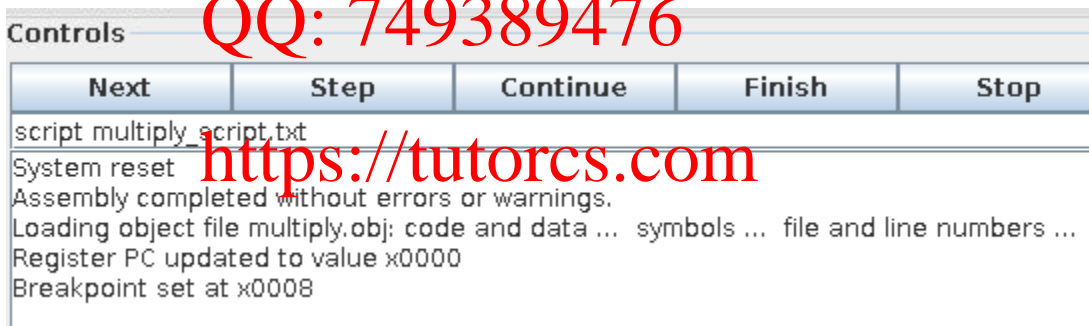 QQ: 749389476
Controls
Next Step Continue Finish Stop
script multiply_script.txt
https://tutorcs.com
System reset
Assembly completed without errors or warnings.
Loading object file multiply.obj: code and data ... symbols ... file and line numbers ...
Register PC updated to value x0000
Breakpoint set at x0008